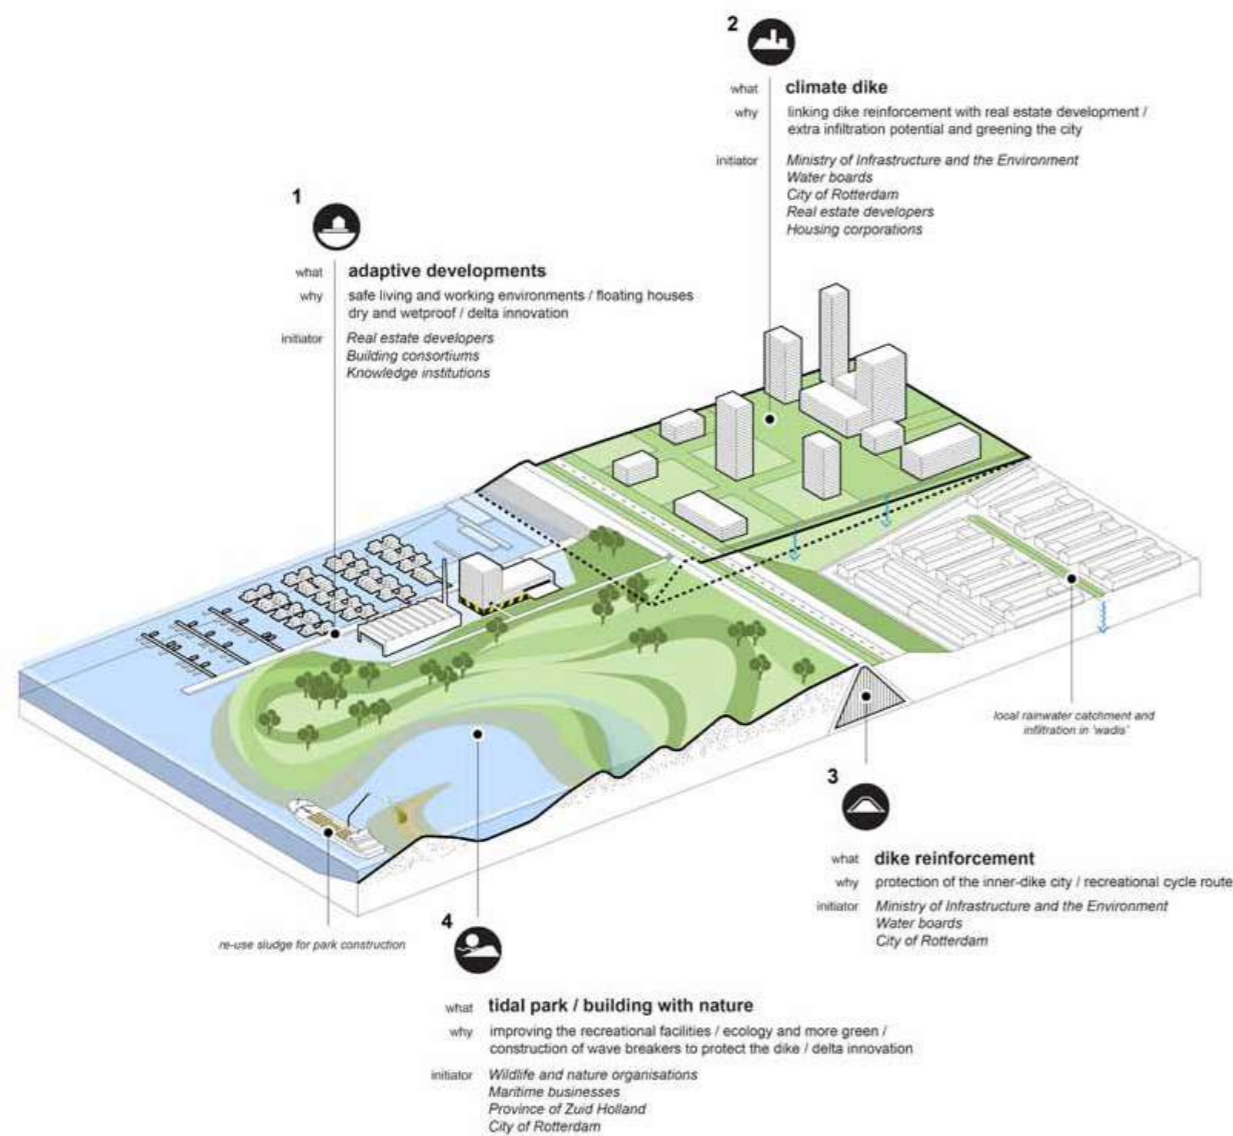 2
what climate dike
why linking dike reinforcement with real estate development /
extra infiltration potential and greening the city
initiator Ministry of Infrastructure and the Environment
Water boards
City of Rotterdam
Real estate developers
Housing corporations
1
what adaptive developments
why safe living and working environments / floating houses
dry and wetproof / delta innovation
initiator Real estate developers
Building consortiums
Knowledge institutions
local rainwater catchment and
infiltration in 'wadis'
3
what dike reinforcement
why protection of the inner-dike city / recreational cycle route
initiator Ministry of Infrastructure and the Environment
Water boards
City of Rotterdam
re-use sludge for park construction
4
what tidal park / building with nature
why improving the recreational facilities / ecology and more green /
construction of wave breakers to protect the dike / delta innovation
initiator Wildlife and nature organisations
Maritime businesses
Province of Zuid Holland
City of Rotterdam